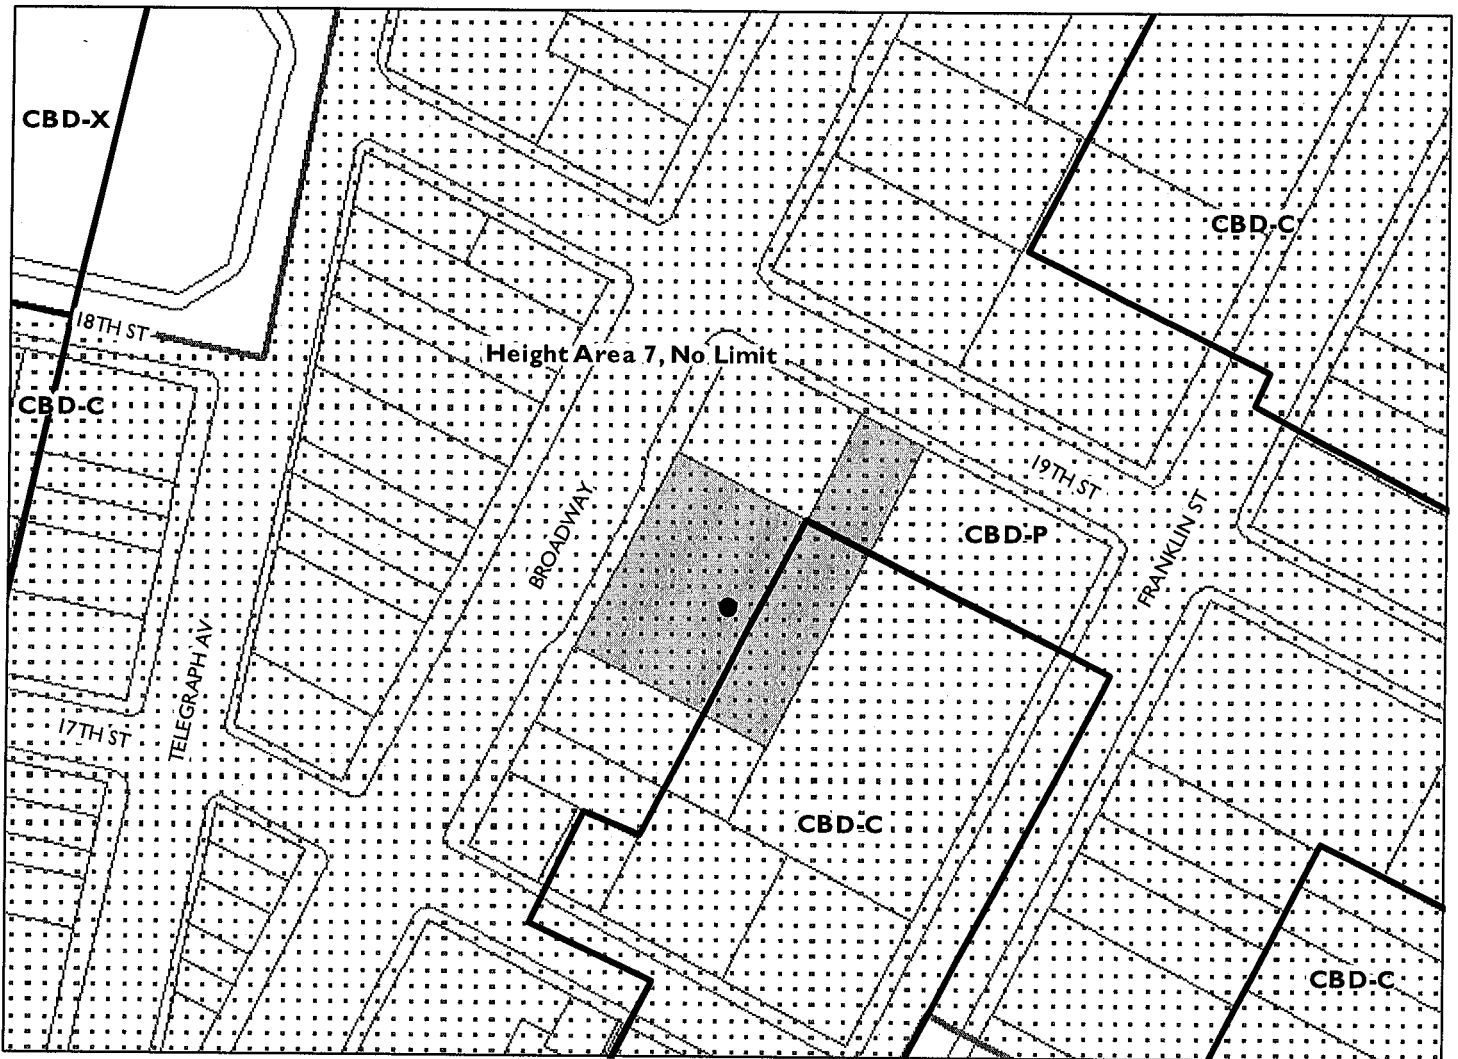 CBD-X
CBD-C
18TH ST
Height Area 7, No Limit
CBD-C
19TH ST
BROADWAY
CBD-P
FRANKLIN ST
TELEGRAPH AV
17TH ST
CBD-C
CBD-C